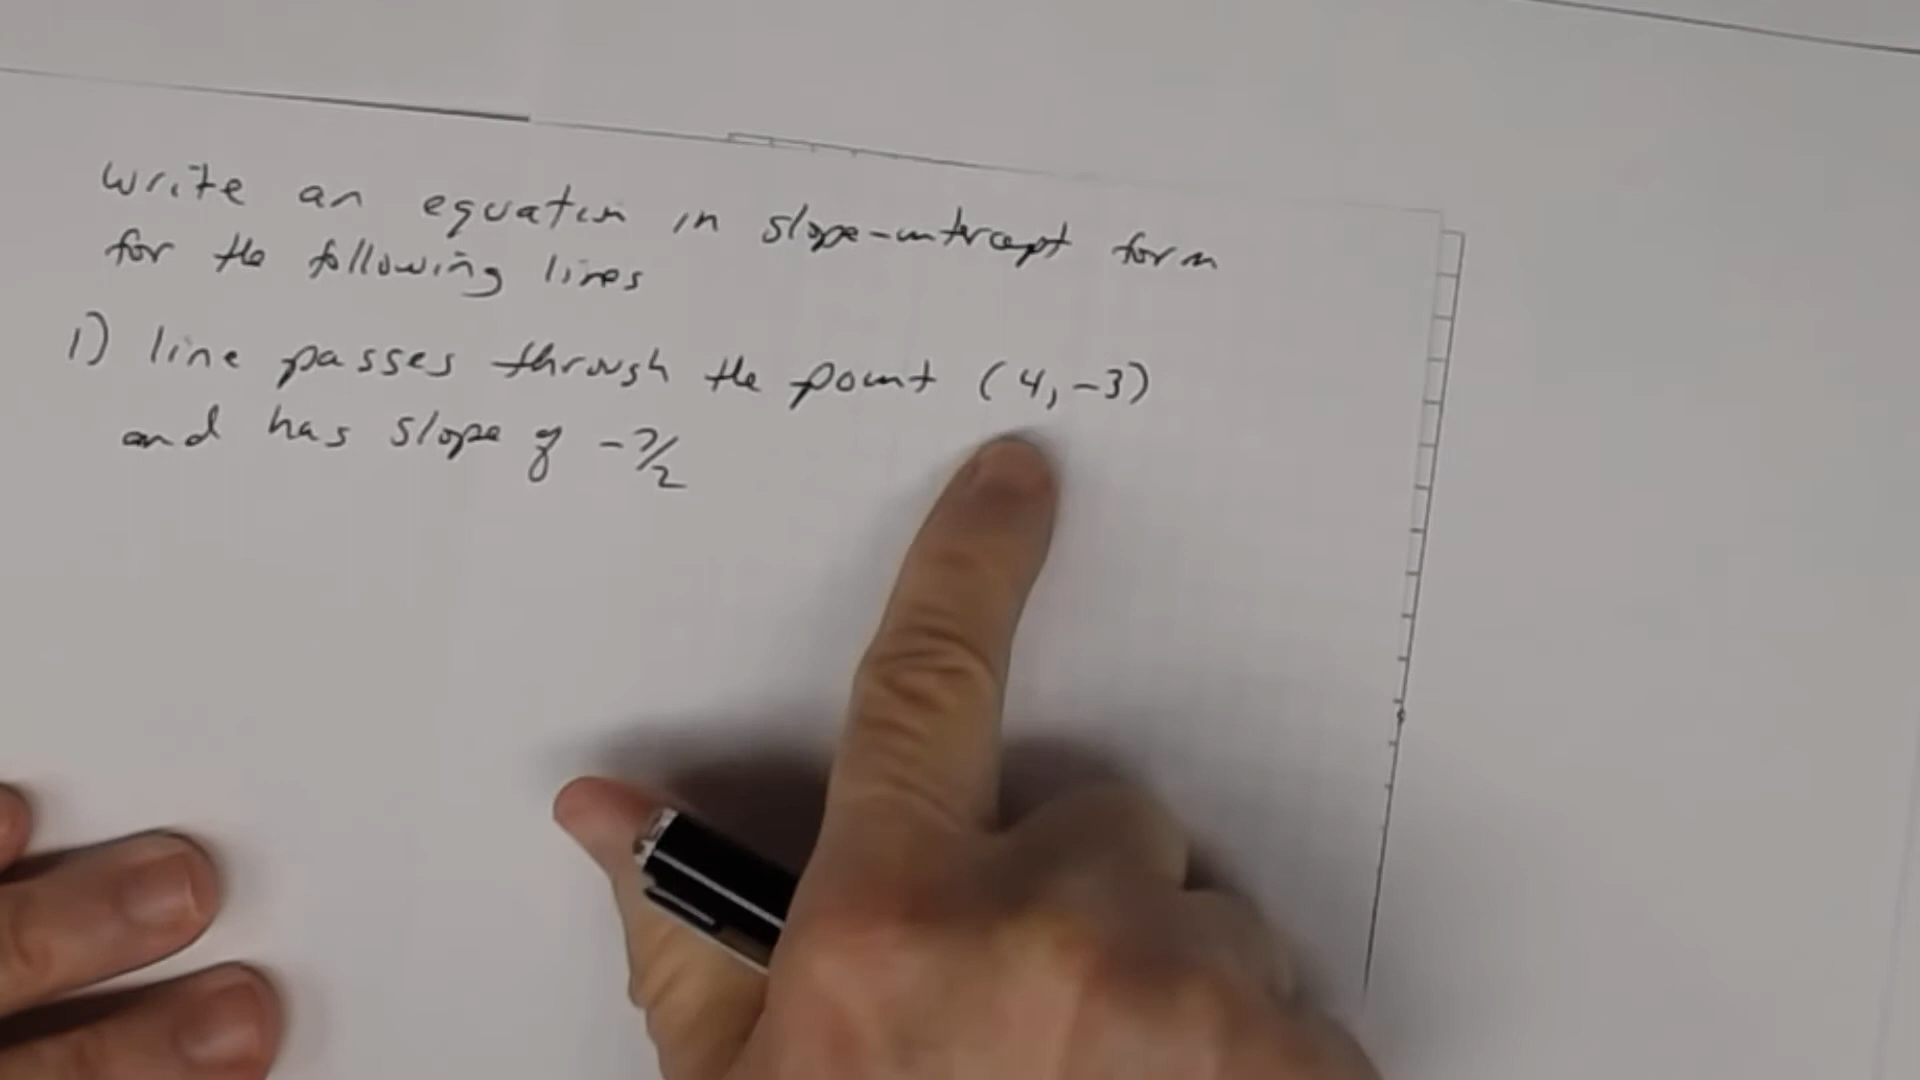 write an equation in slope-intercept form
for the following lines
1) line passes through the point (4,-3)
and has slope of -7/2